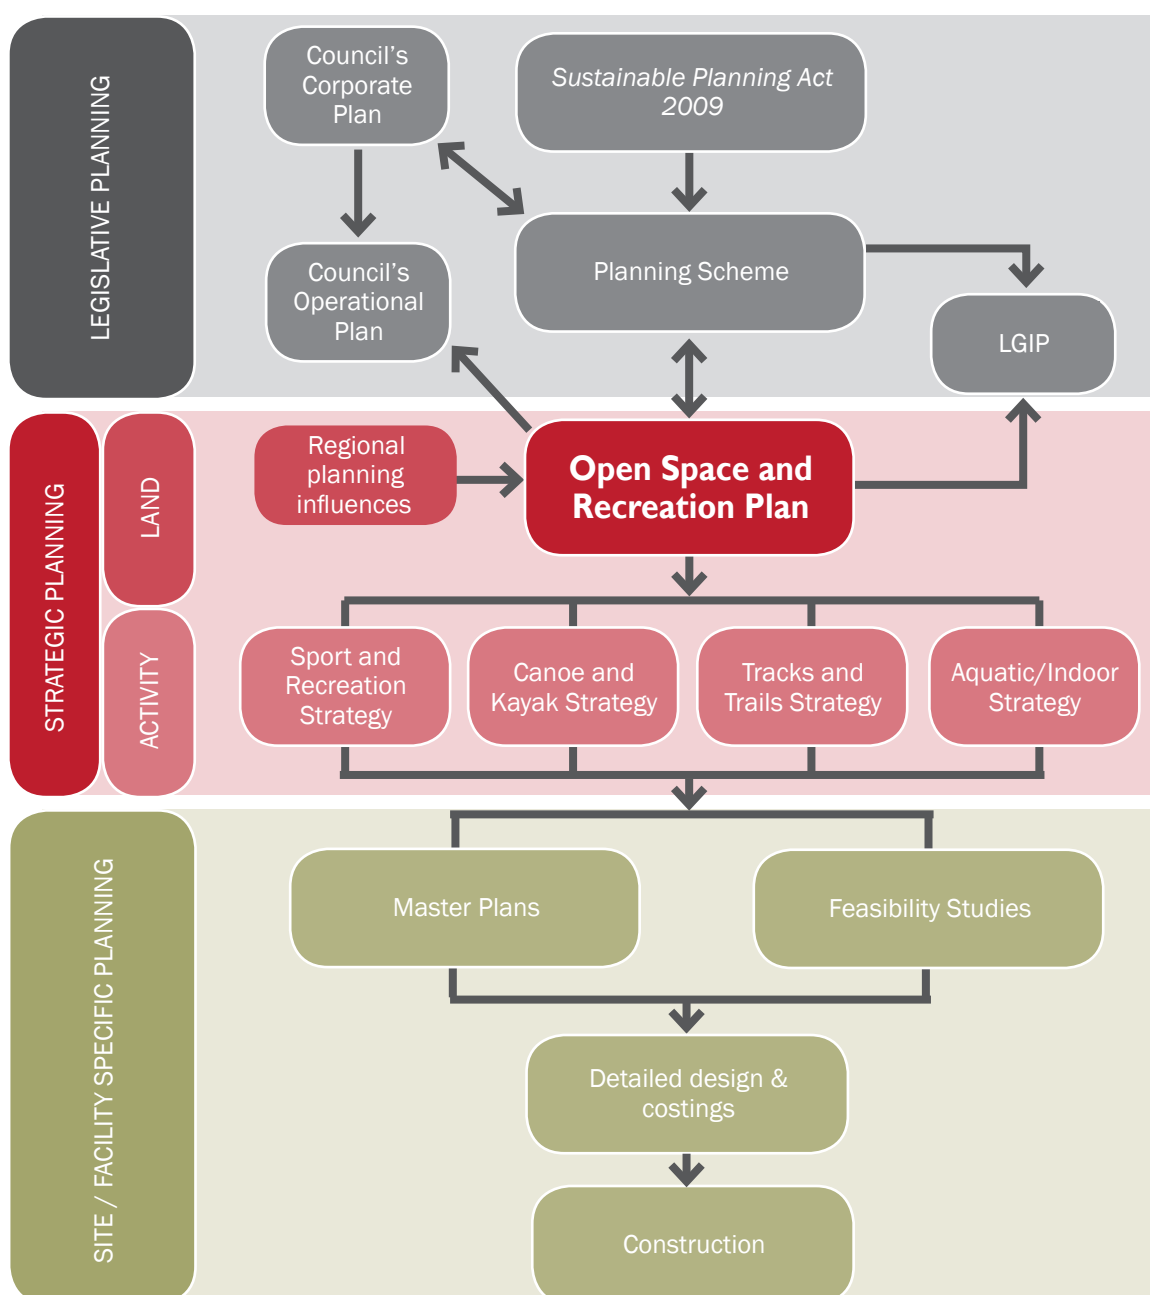 LEGISLATIVE PLANNING
Council's
Corporate
Plan
Sustainable Planning Act
2009
Council's
Operational
Plan
Planning Scheme
LGIP
STRATEGIC PLANNING
LAND
Regional
planning
influences
Open Space and
Recreation Plan
ACTIVITY
Sport and
Recreation
Strategy
Canoe and
Kayak Strategy
Tracks and
Trails Strategy
Aquatic/Indoor
Strategy
SITE / FACILITY SPECIFIC PLANNING
Master Plans
Feasibility Studies
Detailed design &
costings
Construction